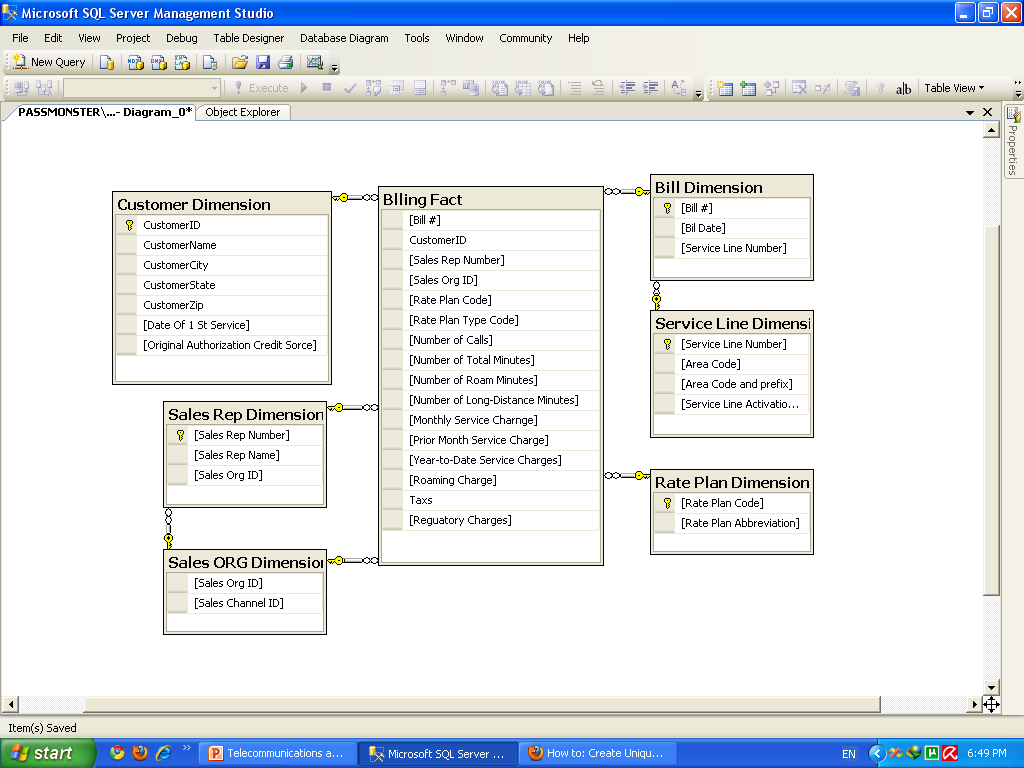 Microsoft SQL Server Management Studio
File Edit View Project Debug Table Designer Database Diagram Tools Window Community Help
New Query
Execute
a|b Table View
PASSMONSTER\...- Diagram_0* Object Explorer
Properties
Customer Dimension
CustomerID
CustomerName
CustomerCity
CustomerState
CustomerZip
[Date Of 1 St Service]
[Original Authorization Credit Sorce]
Sales Rep Dimension
[Sales Rep Number]
[Sales Rep Name]
[Sales Org ID]
Sales ORG Dimension
[Sales Org ID]
[Sales Channel ID]
BIling Fact
[Bill #]
CustomerID
[Sales Rep Number]
[Sales Org ID]
[Rate Plan Code]
[Rate Plan Type Code]
[Number of Calls]
[Number of Total Minutes]
[Number of Roam Minutes]
[Number of Long-Distance Minutes]
[Monthly Service Charnge]
[Prior Month Service Charge]
[Year-to-Date Service Charges]
[Roaming Charge]
Taxs
[Reguatory Charges]
Bill Dimension
[Bill #]
[Bil Date]
[Service Line Number]
Service Line Dimensi
[Service Line Number]
[Area Code]
[Area Code and prefix]
[Service Line Activatio...
Rate Plan Dimension
[Rate Plan Code]
[Rate Plan Abbreviation]
Item(s) Saved
start Telecommunications a... Microsoft SQL Server ... How to: Create Uniqu... EN 6:49 PM